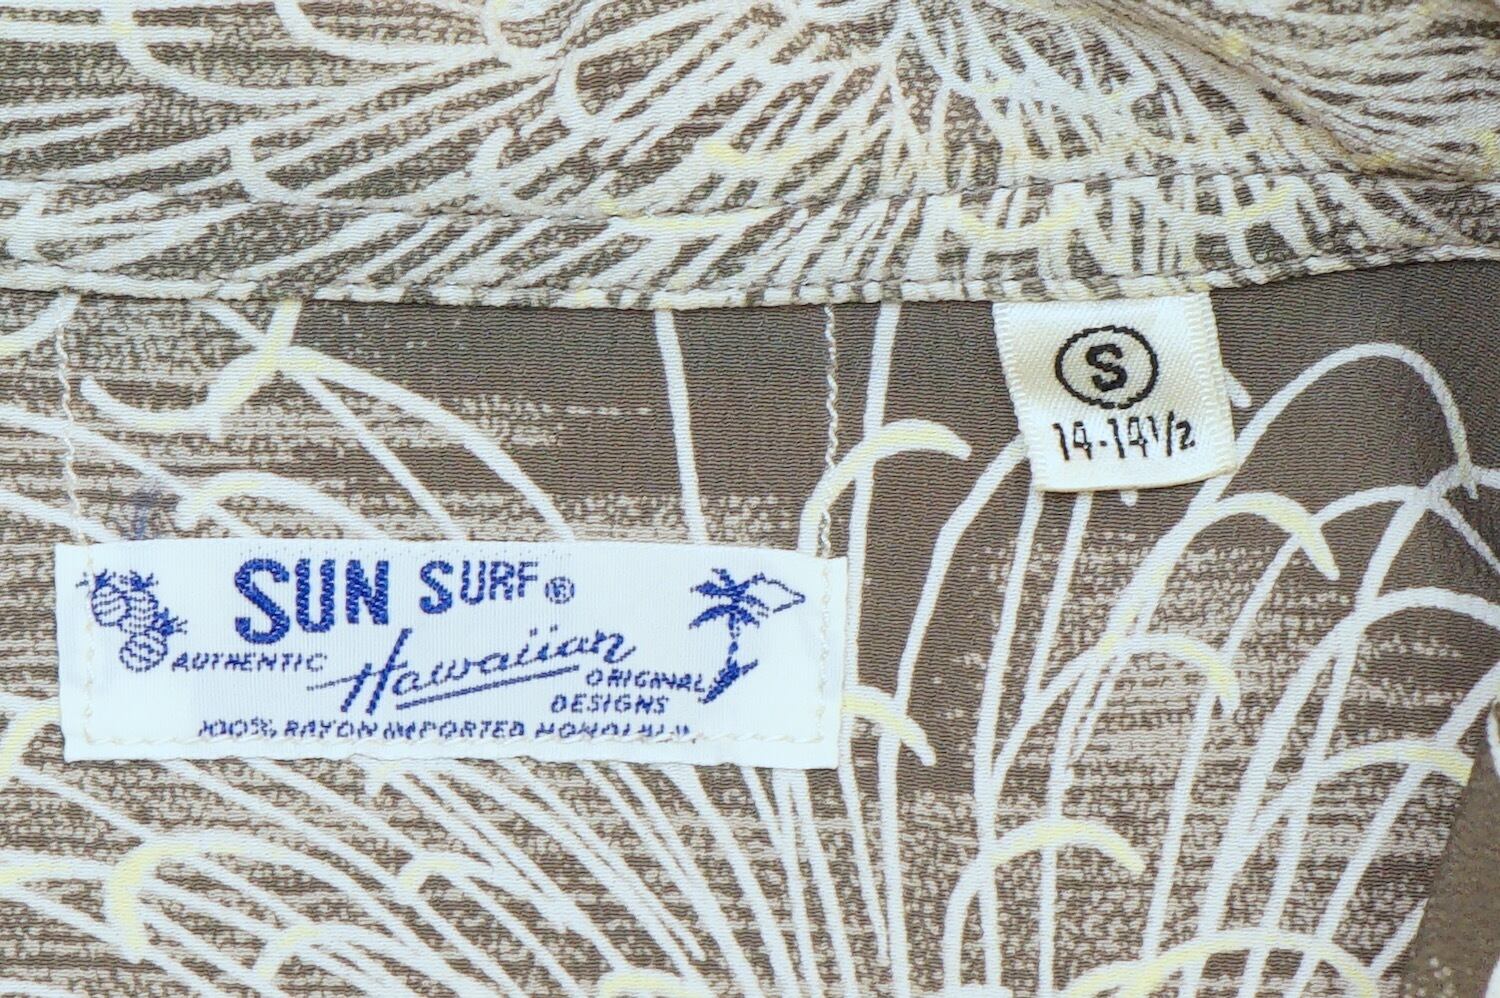 S
14-14½
SUN SURF®
AUTHENTIC Hawaiian ORIGINAL
DESIGNS
100% RAYON IMPORTED HONOLULU.